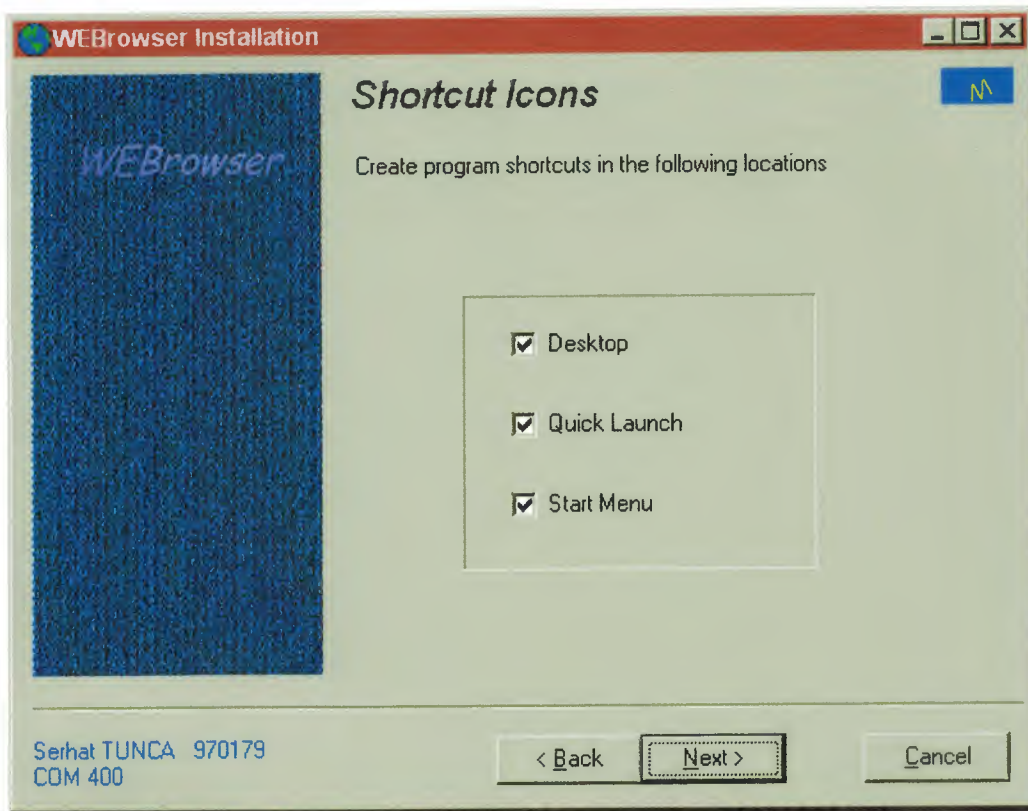 WEBrowser Installation
Shortcut Icons
WEBrowser
Create program shortcuts in the following locations
Desktop
Quick Launch
Start Menu
Serhat TUNCA 970179
COM 400
< Back
Next >
Cancel